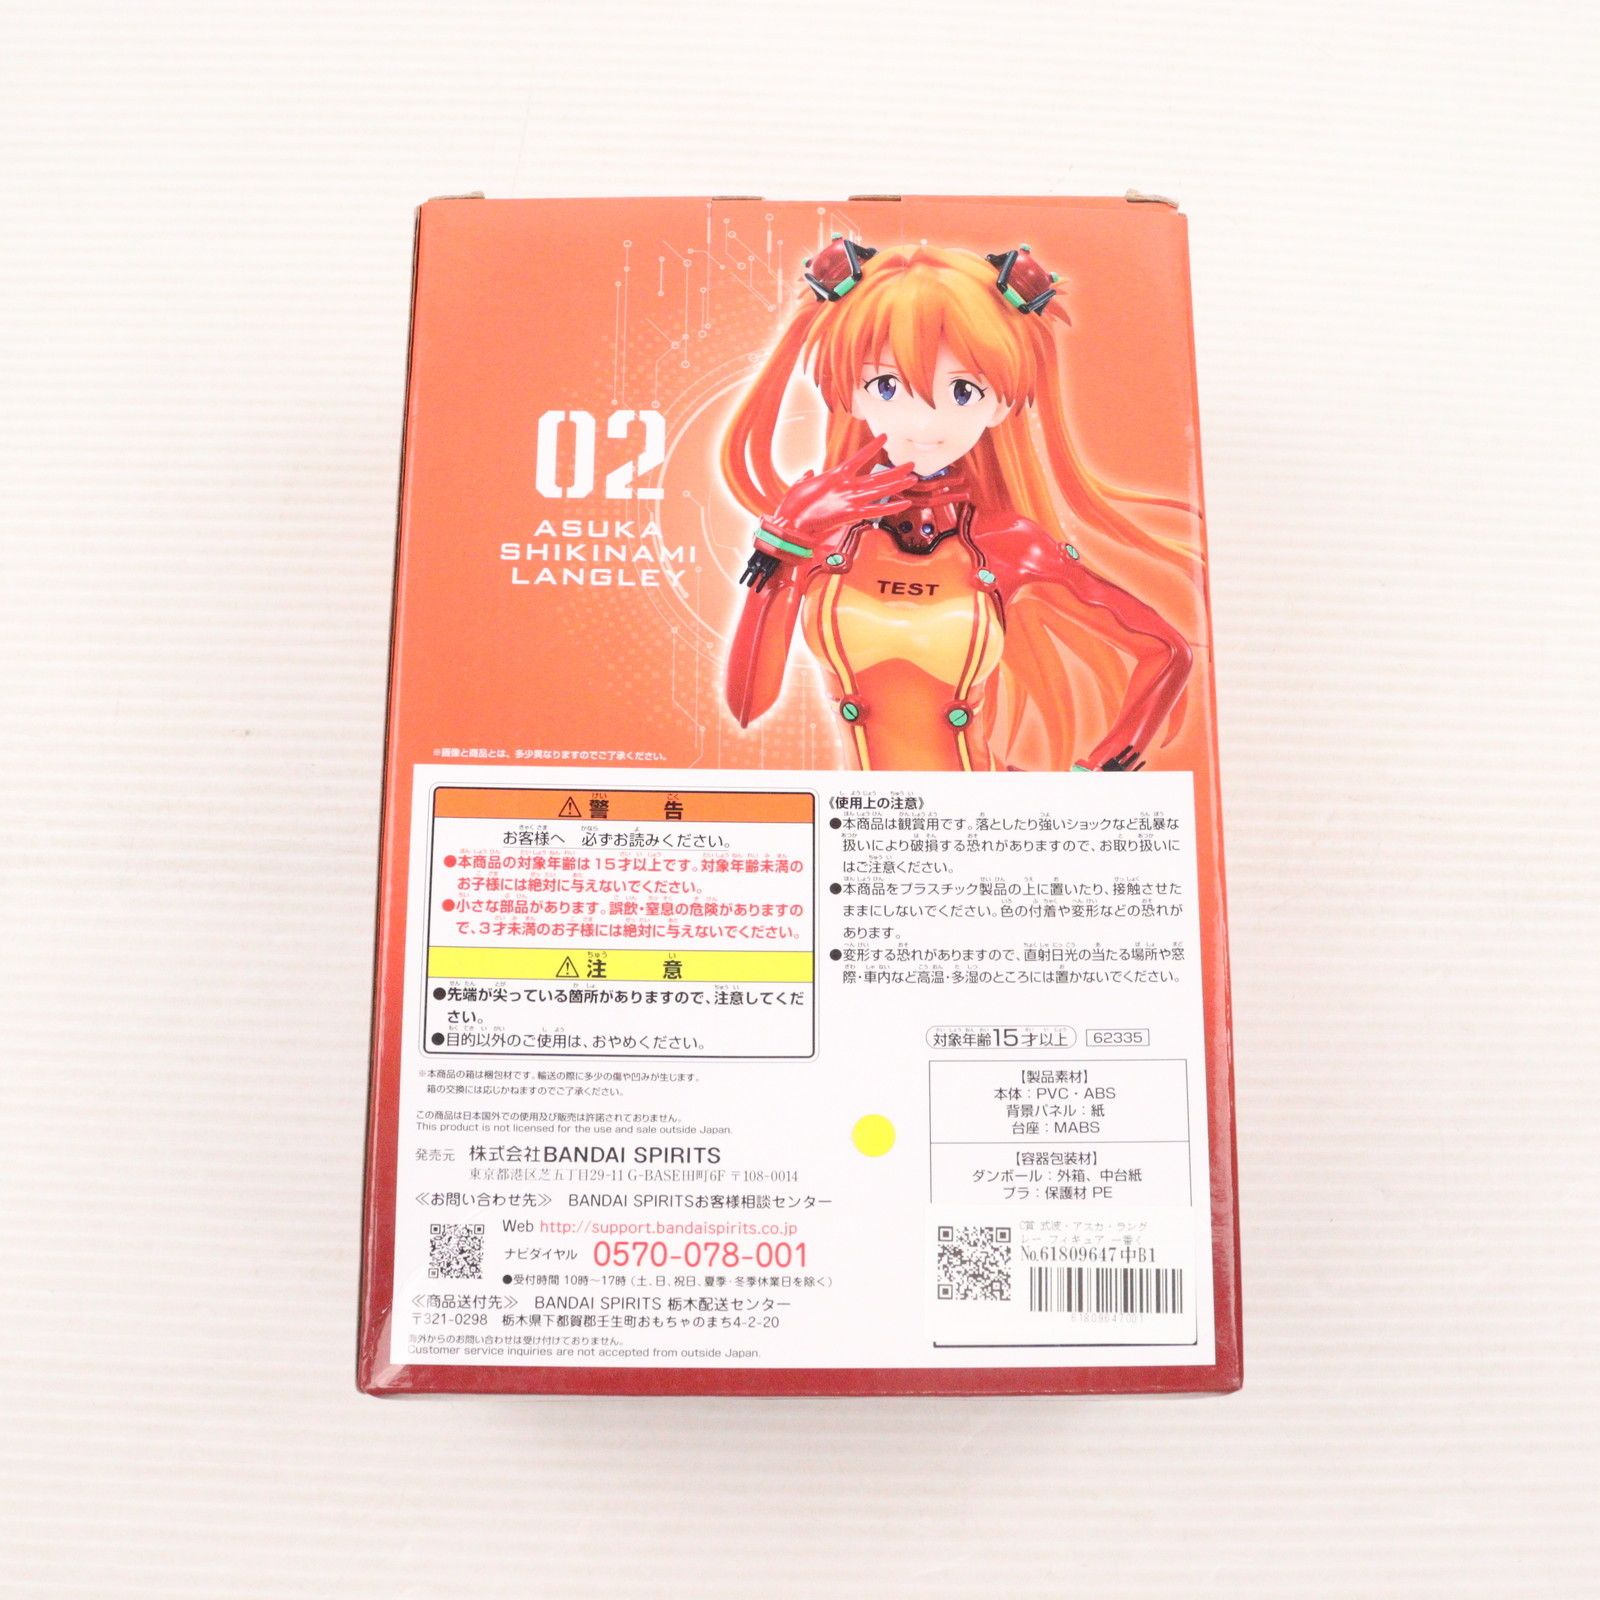 02
ASUKA
SHIKINAMI
LANGLEY
TEST
※画像と商品とは、多少異なりますのでご了承ください。
⚠警告
お客様へ 必ずお読みください。
●本商品の対象年齢は15才以上です。対象年齢未満の
お子様には絶対に与えないでください。
●小さな部品があります。誤飲・窒息の危険がありますの
で、3才未満のお子様には絶対に与えないでください。
⚠注意
●先端が尖っている箇所がありますので、注意してくだ
さい。
●目的以外のご使用は、おやめください。
※本商品の箱は梱包材です。輸送の際に多少の傷や凹みが生じます。
箱の交換には応じかねますのでご了承ください。
この商品は日本国外での使用及び販売は許諾されておりません。
This product is not licensed for the use and sale outside Japan.
発売元 株式会社BANDAI SPIRITS
東京都港区芝五丁目29-11 G-BASE田町6F 〒108-0014
≪お問い合わせ先≫ BANDAI SPIRITSお客様相談センター
Web http://support.bandaispirits.co.jp
ナビダイヤル 0570-078-001
●受付時間 10時〜17時（土、日、祝日、夏季・冬季休業日を除く）
≪商品送付先≫ BANDAI SPIRITS 栃木配送センター
〒321-0298 栃木県下都賀郡壬生町おもちゃのまち4-2-20
海外からのお問い合わせは受け付けておりません。
Customer service inquiries are not accepted from outside Japan.
《使用上の注意》
●本商品は観賞用です。落としたり強いショックなど乱暴な
扱いにより破損する恐れがありますので、お取り扱いに
はご注意ください。
●本商品をプラスチック製品の上に置いたり、接触させた
ままにしないでください。色の付着や変形などの恐れが
あります。
●変形する恐れがありますので、直射日光の当たる場所や窓
際・車内など高温・多湿のところには置かないでください。
対象年齢15才以上 62335
【製品素材】
本体：PVC・ABS
背景パネル：紙
台座：MABS
【容器包装材】
ダンボール：外箱、中台紙
プラ：保護材 PE
C賞 式波・アスカ・ラング
レー フィギュア 一番く
No.61809647中B1
61809647001